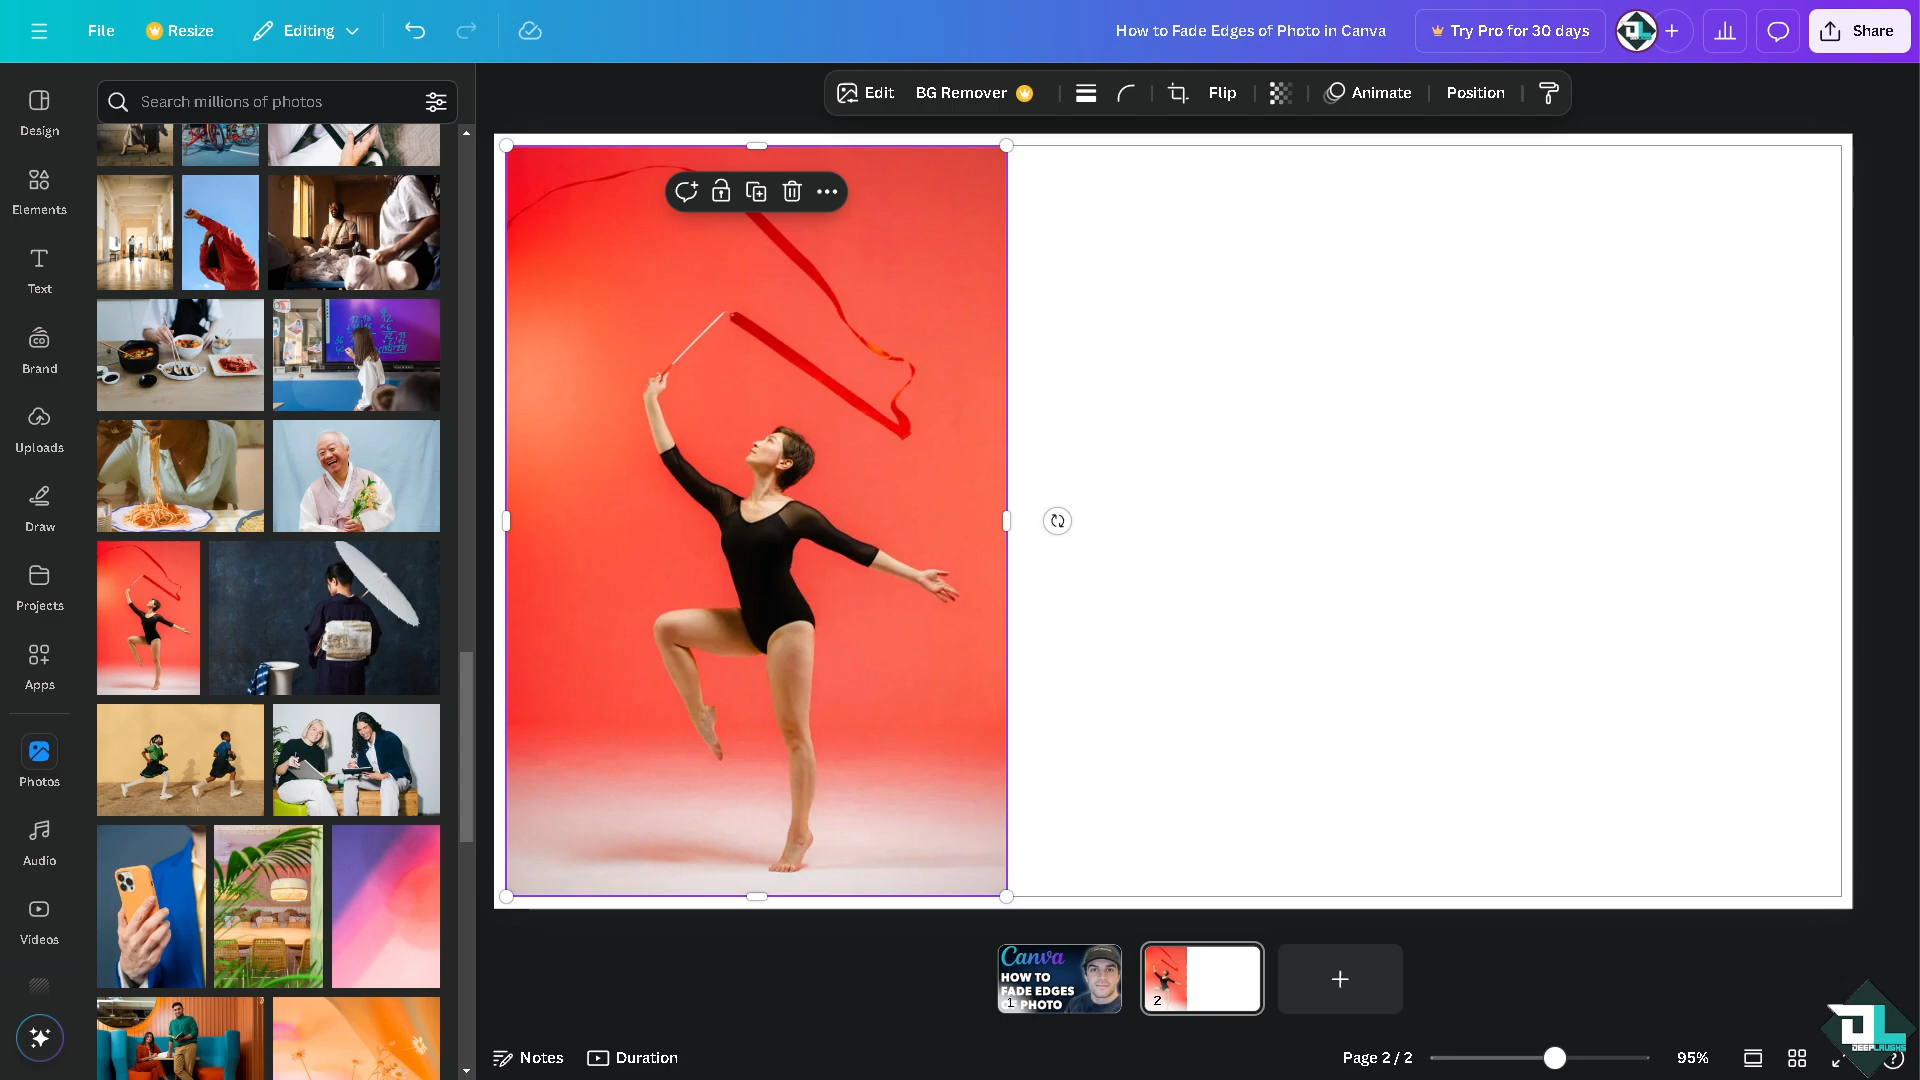 File
Resize
Editing
How to Fade Edges of Photo in Canva
Try Pro for 30 days
Share
Search millions of photos
Edit
BG Remover
Flip
Animate
Position
Design
Elements
Text
Brand
Uploads
Draw
Projects
Apps
Photos
Audio
Videos
Canva
HOW TO
FADE EDGES
OF PHOTO
1
2
Notes
Duration
Page 2 / 2
95%
DEEPLAUGHS